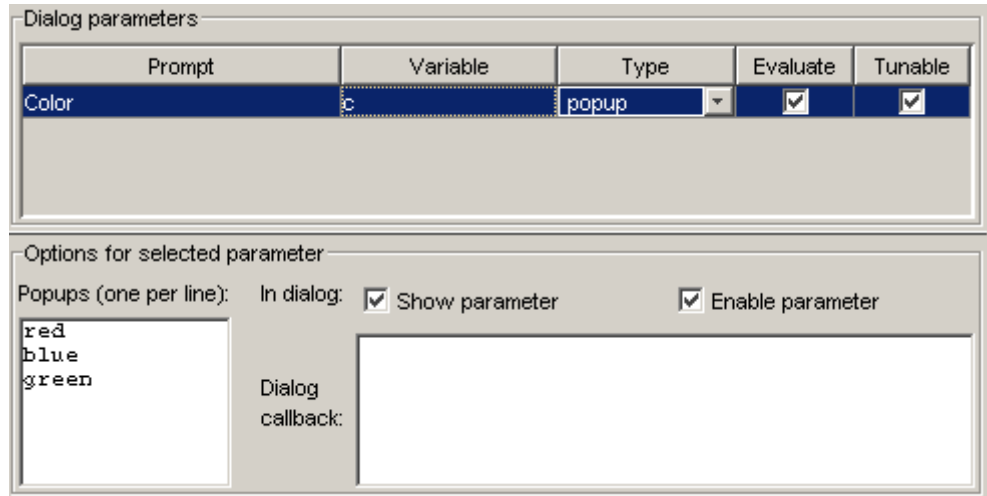 Dialog parameters
Prompt Variable Type Evaluate Tunable
Color c popup
Options for selected parameter
Popups (one per line): In dialog: Show parameter Enable parameter
red
blue
green
Dialog
callback: